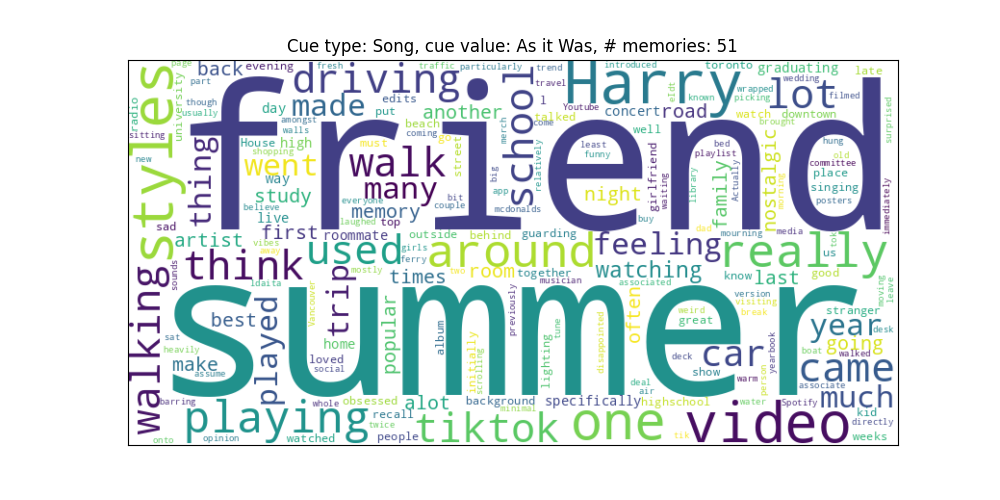 Cue type: Song, cue value: As it Was, # memories: 51
friend
summer
styles
Harry
driving
made
lot
school
walk
many
went
thing
think
used
around
feeling
really
walking
playing
tiktok
one
video
car
came
much
year
going
trip
played
popular
room
watching
often
times
last
nostalgic
family
night
road
another
back
high
study
first
memory
artist
live
way
day
House
sad
best
make
home
alot
specifically
background
highschool
recall
people
obsessed
watched
loved
social
album
initially
scrolling
previously
lighting
tune
disappointed
together
musician
associated
know
good
great
weird
show
deck
warm
yearbook
person
visiting
break
version
stranger
moving
leave
desk
boat
walked
associate
kid
directly
weeks
Spotify
water
air
deal
minimal
tik
twice
whole
barring
onto
opinion
assume
heavily
sat
ldaita
away
vibes
sounds
believe
shopping
roommate
outside
behind
guarding
girls
ferry
two
mostly
Vancouver
laughed
top
everyone
couple
bit
mcdonalds
app
big
relatively
merch
coming
beach
go
street
must
walls
amongst
edits
put
talked
concert
Youtube
l
trend
travel
particularly
traffic
fresh
evening
page
part
though
usually
university
radio
sitting
new
introduced
known
eldt
toronto
picking
wrapped
graduating
wedding
late
filmed
surprised
watch
brought
downtown
well
come
least
funny
girlfriend
waiting
playlist
bed
library
Actually
morning
hung
old
committee
place
singing
posters
immediately
buy
dad
mourning
media
us
tok